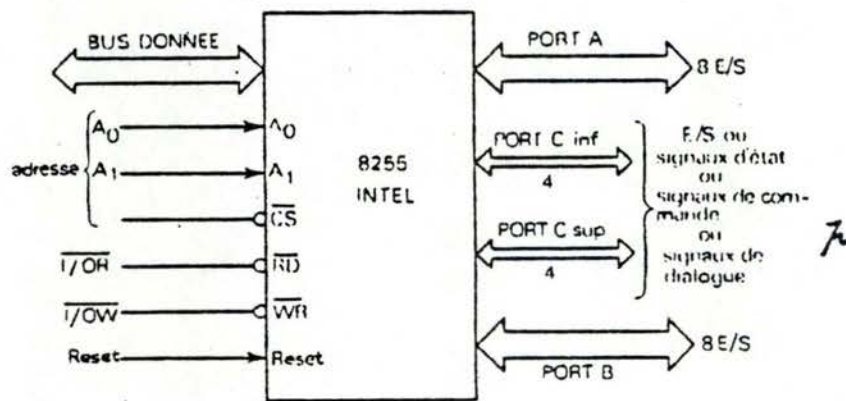 BUS DONNEE
PORT A
8 E/S
A0
A0
adresse
A1
A1
CS
I/OR
RD
I/OW
WR
Reset
Reset
8255
INTEL
PORT C inf
4
PORT C sup
4
E/S ou
signaux d'état
ou
signaux de com-
mande
ou
signaux de
dialogue
8 E/S
PORT B